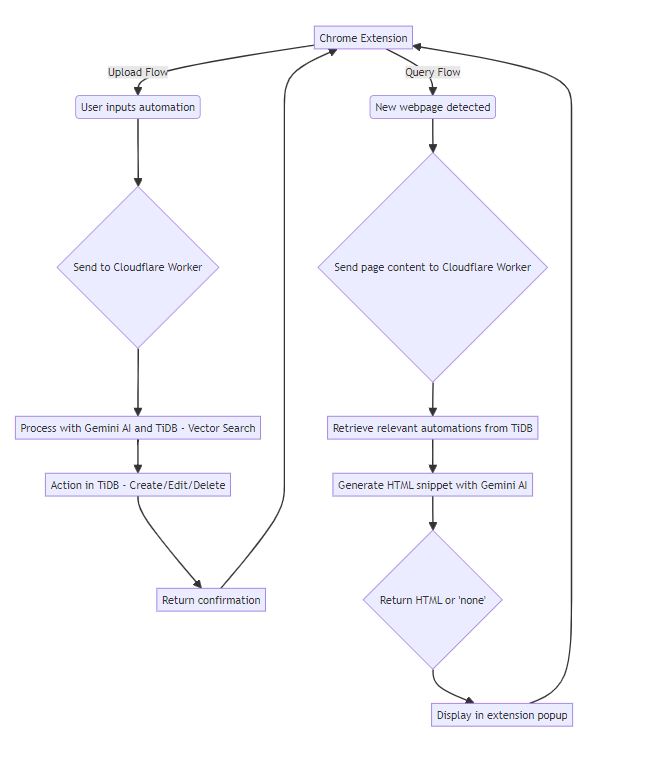 Chrome Extension
Upload Flow
Query Flow
User inputs automation
New webpage detected
Send to Cloudflare Worker
Send page content to Cloudflare Worker
Process with Gemini AI and TiDB - Vector Search
Retrieve relevant automations from TiDB
Action in TiDB - Create/Edit/Delete
Generate HTML snippet with Gemini AI
Return confirmation
Return HTML or 'none'
Display in extension popup